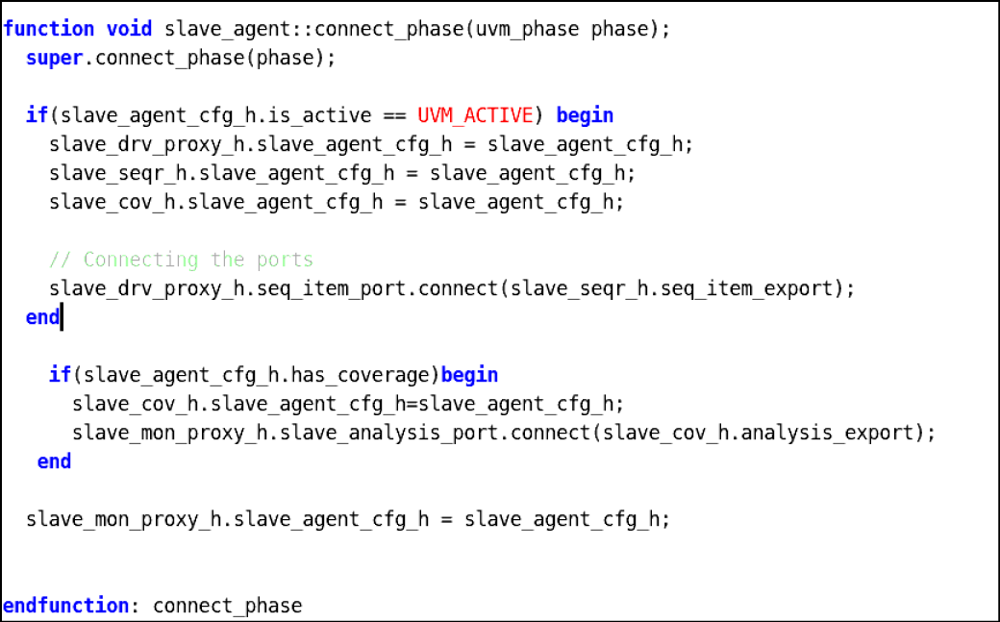 function void slave_agent::connect_phase(uvm_phase phase);
super.connect_phase(phase);
if(slave_agent_cfg_h.is_active == UVM_ACTIVE) begin
slave_drv_proxy_h.slave_agent_cfg_h = slave_agent_cfg_h;
slave_seqr_h.slave_agent_cfg_h = slave_agent_cfg_h;
slave_cov_h.slave_agent_cfg_h = slave_agent_cfg_h;
// Connecting the ports
slave_drv_proxy_h.seq_item_port.connect(slave_seqr_h.seq_item_export);
end
if(slave_agent_cfg_h.has_coverage)begin
slave_cov_h.slave_agent_cfg_h=slave_agent_cfg_h;
slave_mon_proxy_h.slave_analysis_port.connect(slave_cov_h.analysis_export);
end
slave_mon_proxy_h.slave_agent_cfg_h = slave_agent_cfg_h;
endfunction: connect_phase